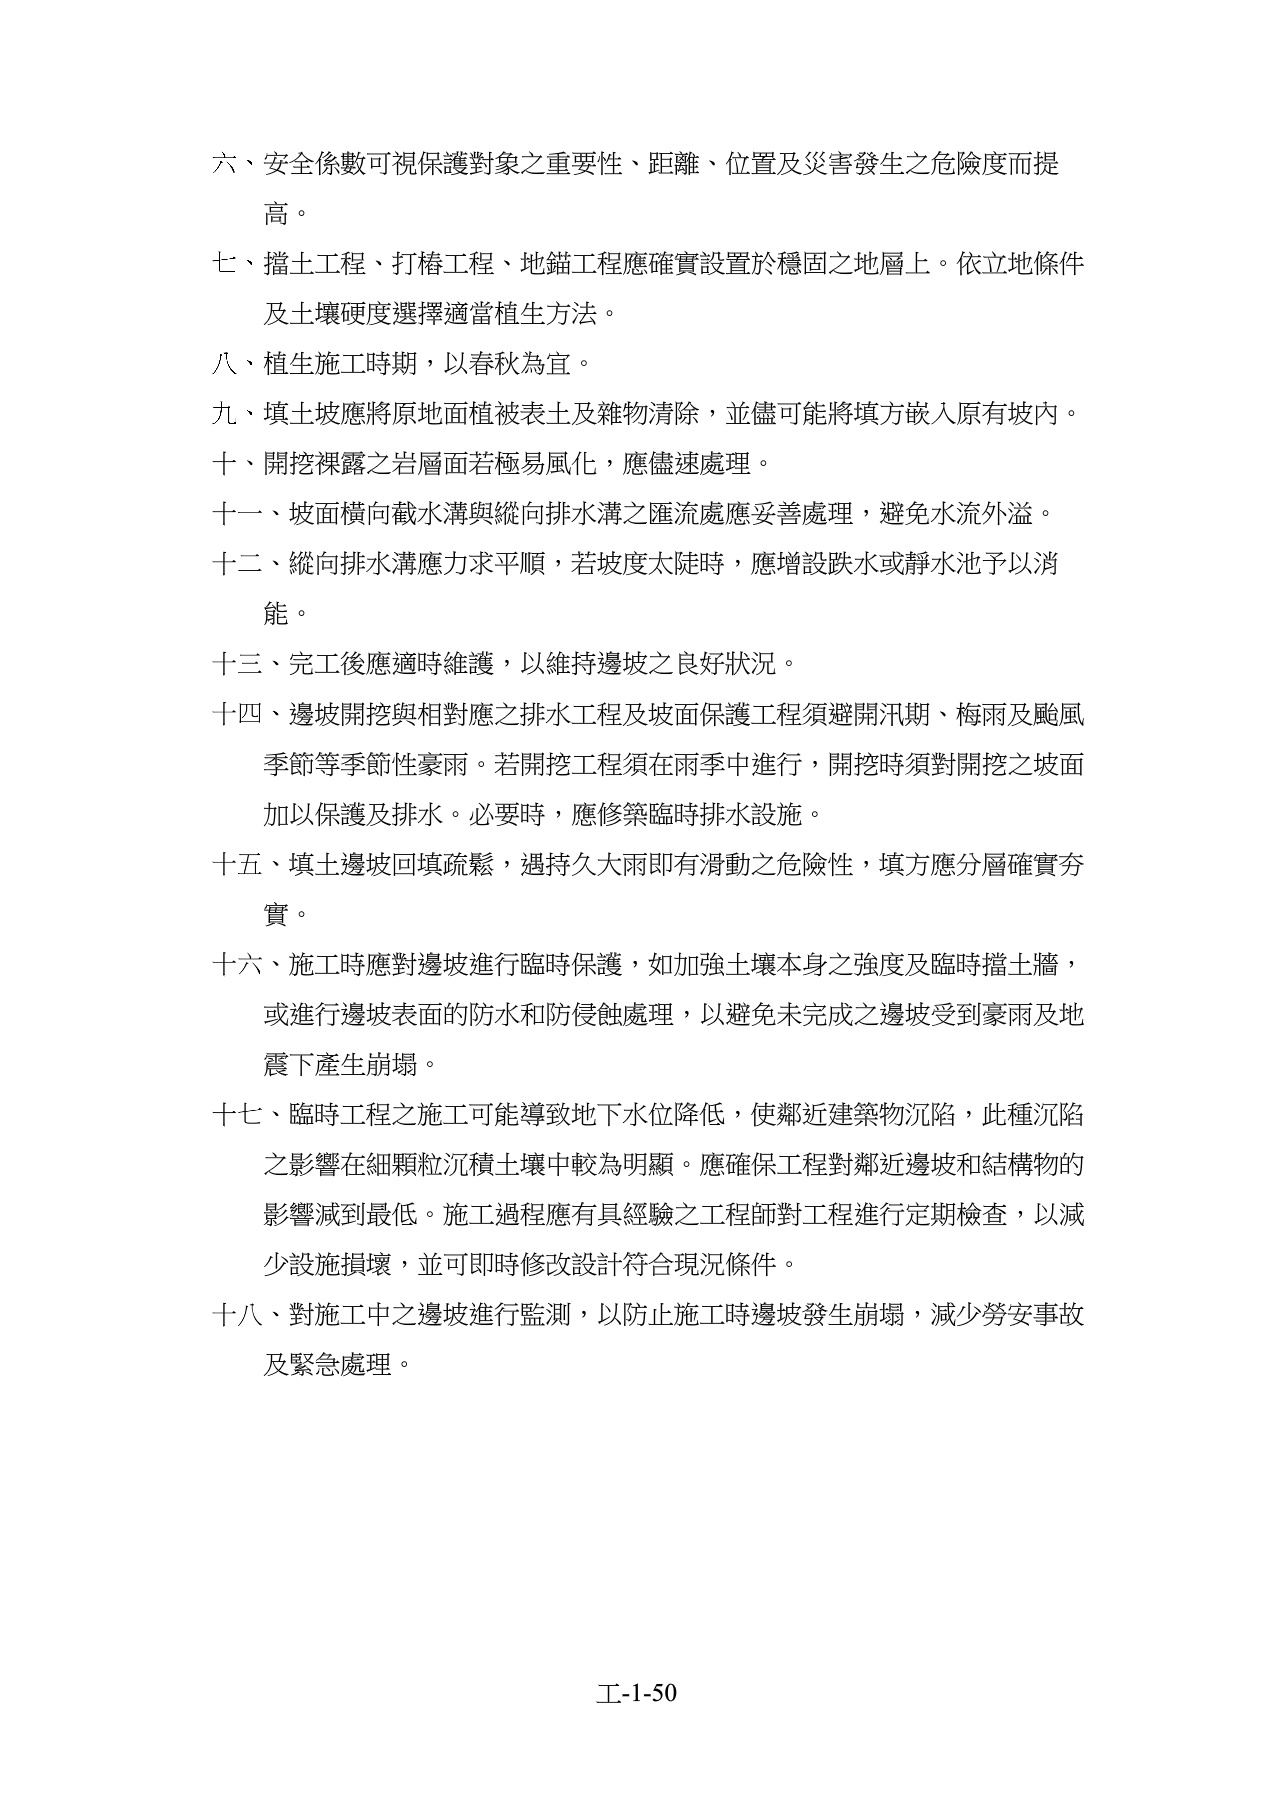 六、安全係數可視保護對象之重要性、距離、位置及災害發生之危險度而提
高。
七、擋土工程、打樁工程、地錨工程應確實設置於穩固之地層上。依立地條件
及土壤硬度選擇適當植生方法。
八、植生施工時期，以春秋為宜。
九、填土坡應將原地面植被表土及雜物清除，並儘可能將填方嵌入原有坡內。
十、開挖裸露之岩層面若極易風化，應儘速處理。
十一、坡面橫向截水溝與縱向排水溝之匯流處應妥善處理，避免水流外溢。
十二、縱向排水溝應力求平順，若坡度太陡時，應增設跌水或靜水池予以消
能。
十三、完工後應適時維護，以維持邊坡之良好狀況。
十四、邊坡開挖與相對應之排水工程及坡面保護工程須避開汛期、梅雨及颱風
季節等季節性豪雨。若開挖工程須在雨季中進行，開挖時須對開挖之坡面
加以保護及排水。必要時，應修築臨時排水設施。
十五、填土邊坡回填疏鬆，遇持久大雨即有滑動之危險性，填方應分層確實夯
實。
十六、施工時應對邊坡進行臨時保護，如加強土壤本身之強度及臨時擋土牆，
或進行邊坡表面的防水和防侵蝕處理，以避免未完成之邊坡受到豪雨及地
震下產生崩塌。
十七、臨時工程之施工可能導致地下水位降低，使鄰近建築物沉陷，此種沉陷
之影響在細顆粒沉積土壤中較為明顯。應確保工程對鄰近邊坡和結構物的
影響減到最低。施工過程應有具經驗之工程師對工程進行定期檢查，以減
少設施損壞，並可即時修改設計符合現況條件。
十八、對施工中之邊坡進行監測，以防止施工時邊坡發生崩塌，減少勞安事故
及緊急處理。
工-1-50